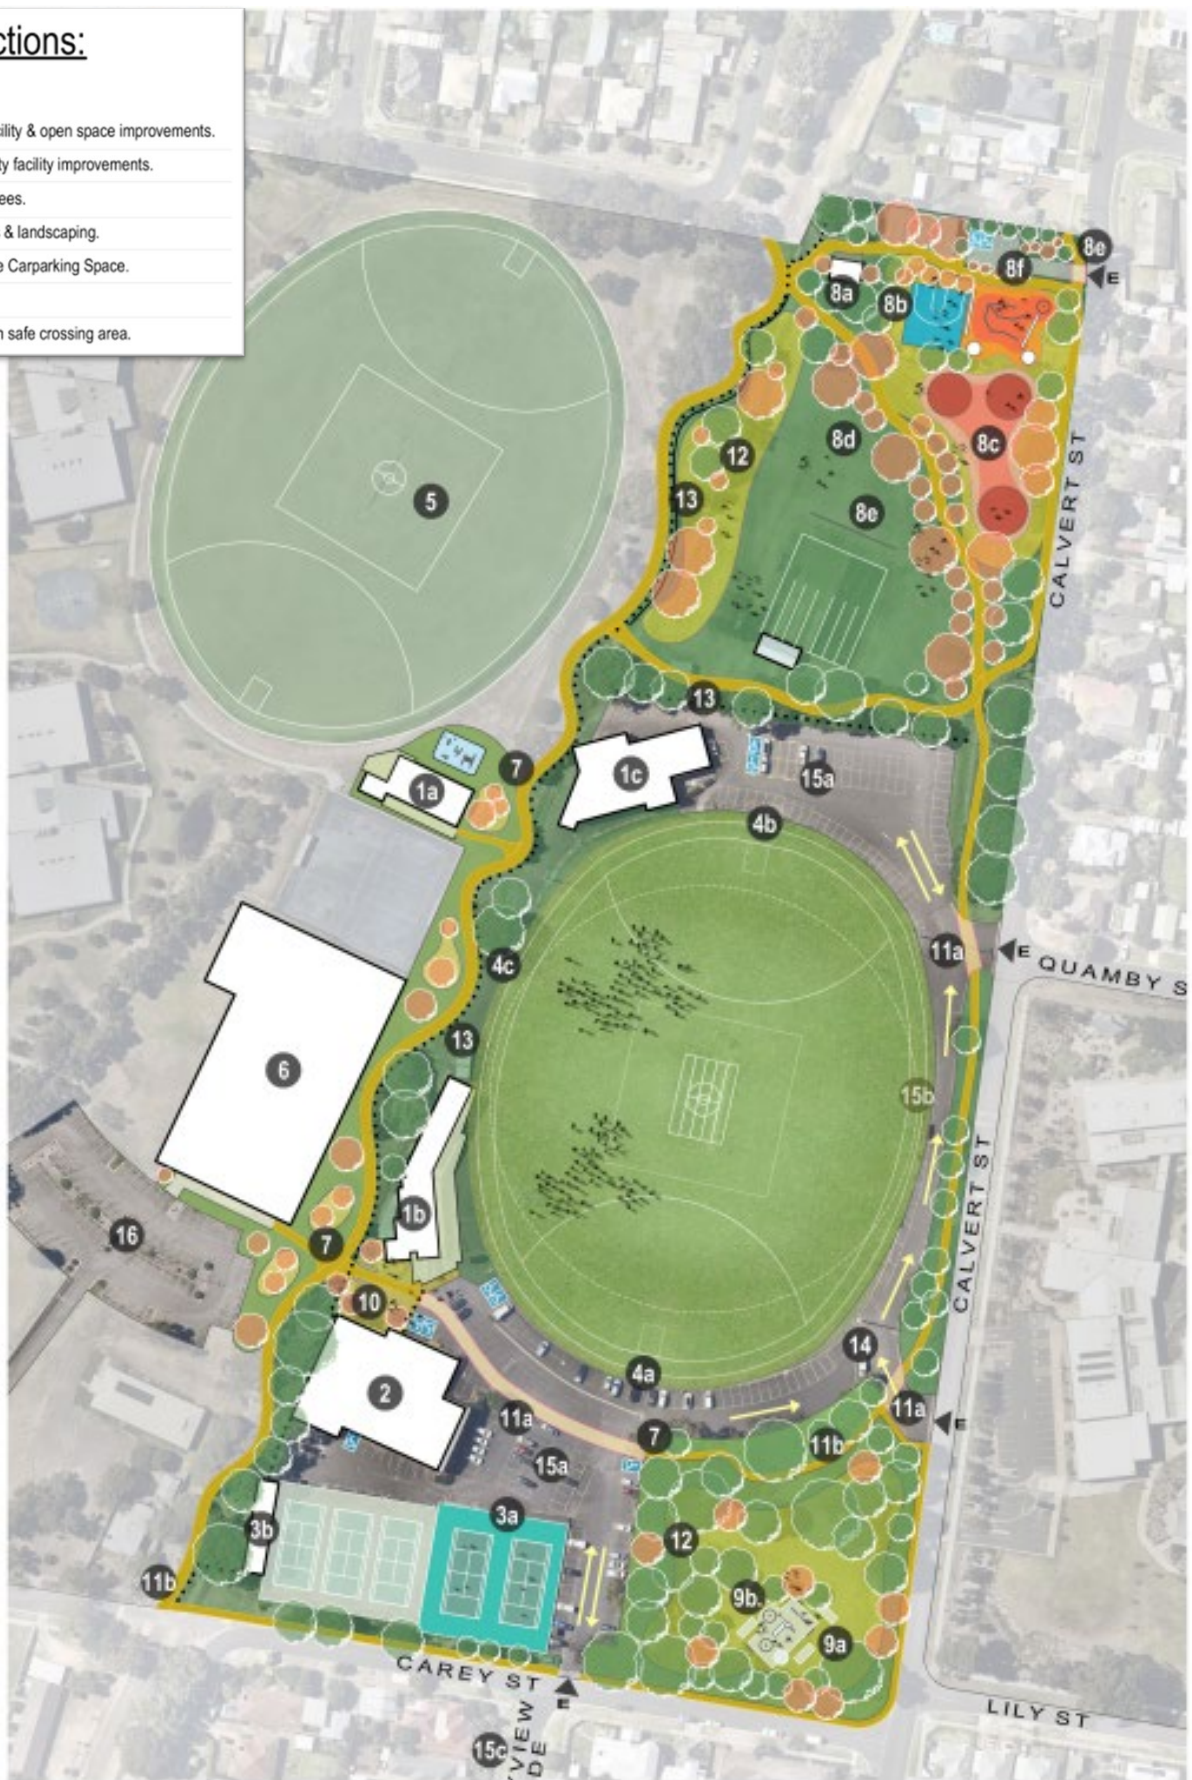 ctions:
cility & open space improvements.
ty facility improvements.
ees.
& landscaping.
e Carparking Space.
n safe crossing area.
8e
E
8f
8a
8b
8c
8d
12
13
8e
5
CALVERT ST
13
7
1a
1c
15a
4b
4c
11a
E
QUAMBY S
13
6
15b
1b
CALVERT ST
16
7
10
14
4a
2
11a
11a
E
7
11b
15a
3a
12
3b
11b
9b.
9a
CAREY ST
E
LILY ST
15c
YVIEW
DE